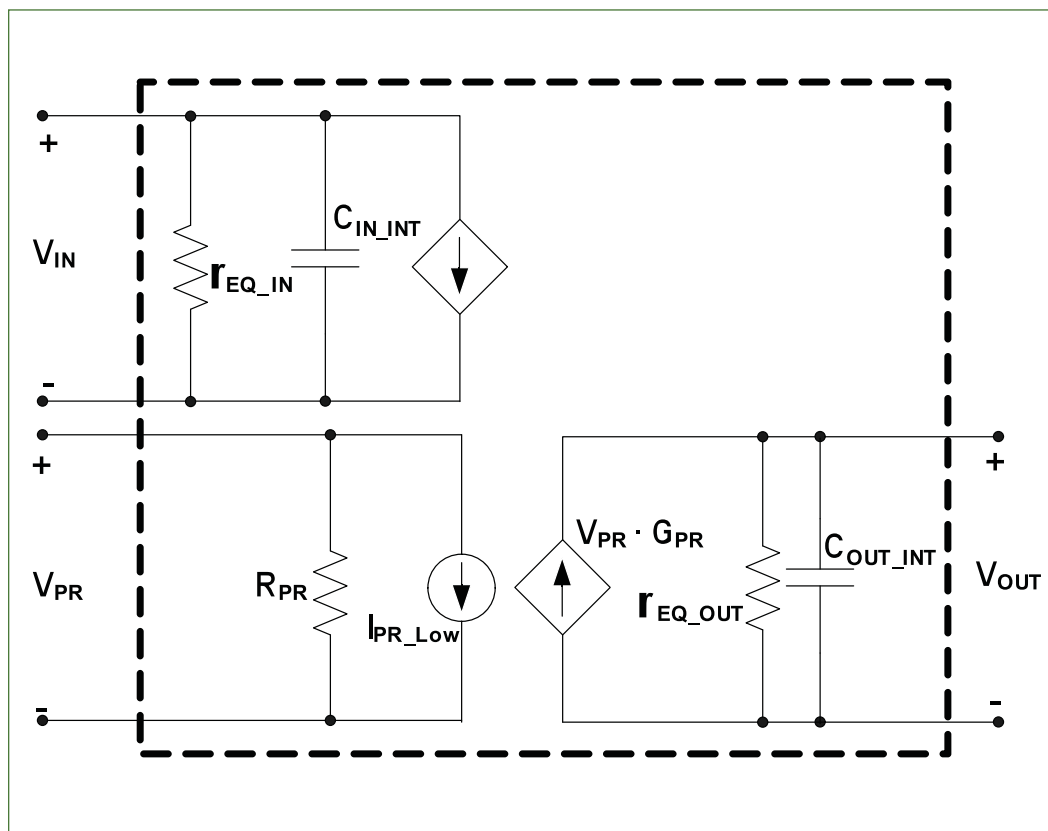 +
C_IN_INT
V_IN
r_EQ_IN
-
+
+
V_PR · G_PR
C_OUT_INT
V_PR
R_PR
V_OUT
r_EQ_OUT
I_PR_Low
-
-